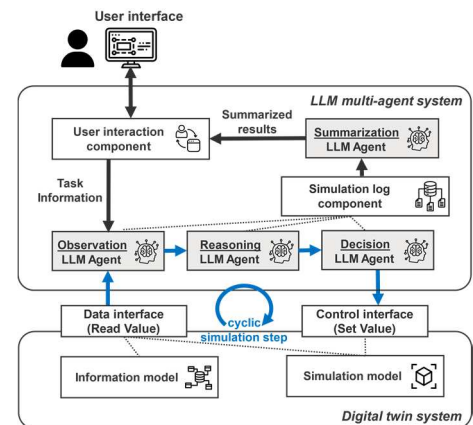 User interface
LLM multi-agent system
User interaction
component
Summarized
results
Summarization
LLM Agent
Task
Information
Simulation log
component
Observation
LLM Agent
Reasoning
LLM Agent
Decision
LLM Agent
Data interface
(Read Value)
cyclic
simulation step
Control interface
(Set Value)
Information model
Simulation model
Digital twin system